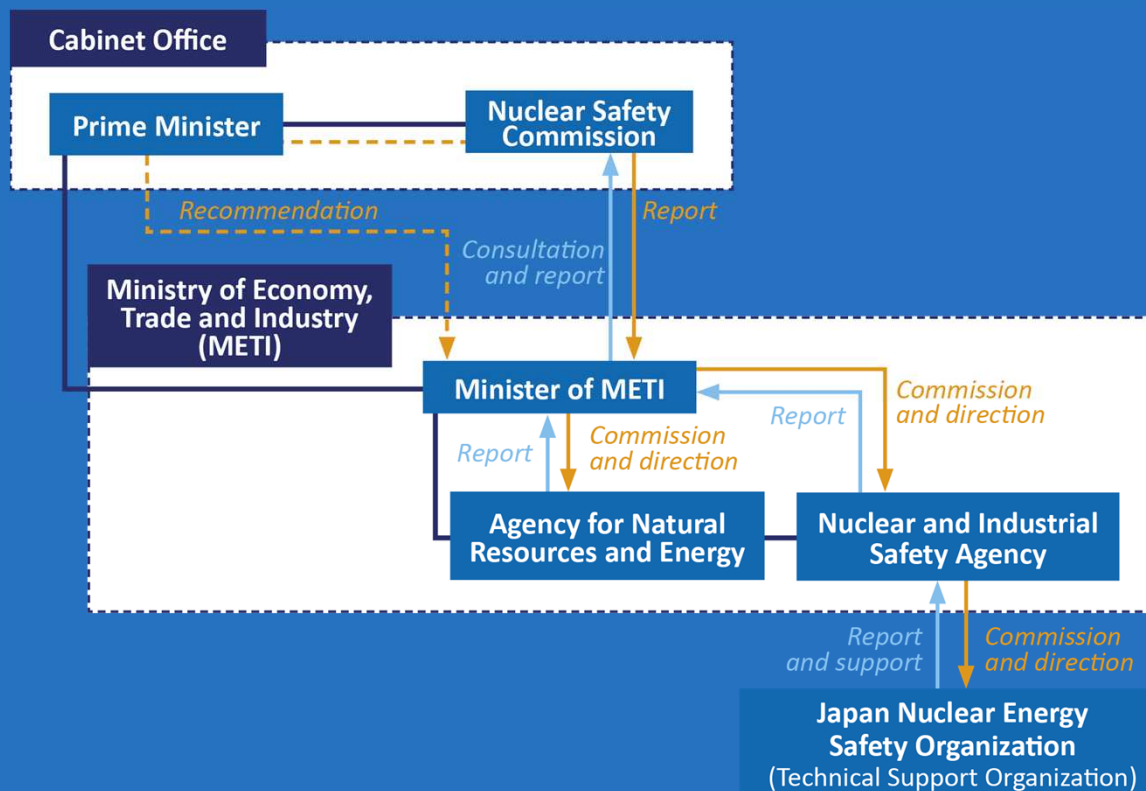 Cabinet Office
Prime Minister
Nuclear Safety
Commission
Recommendation
Report
Consultation
and report
Ministry of Economy,
Trade and Industry
(METI)
Minister of METI
Commission
and direction
Report
Report
Commission
and direction
Agency for Natural
Resources and Energy
Nuclear and Industrial
Safety Agency
Report
and support
Commission
and direction
Japan Nuclear Energy
Safety Organization
(Technical Support Organization)